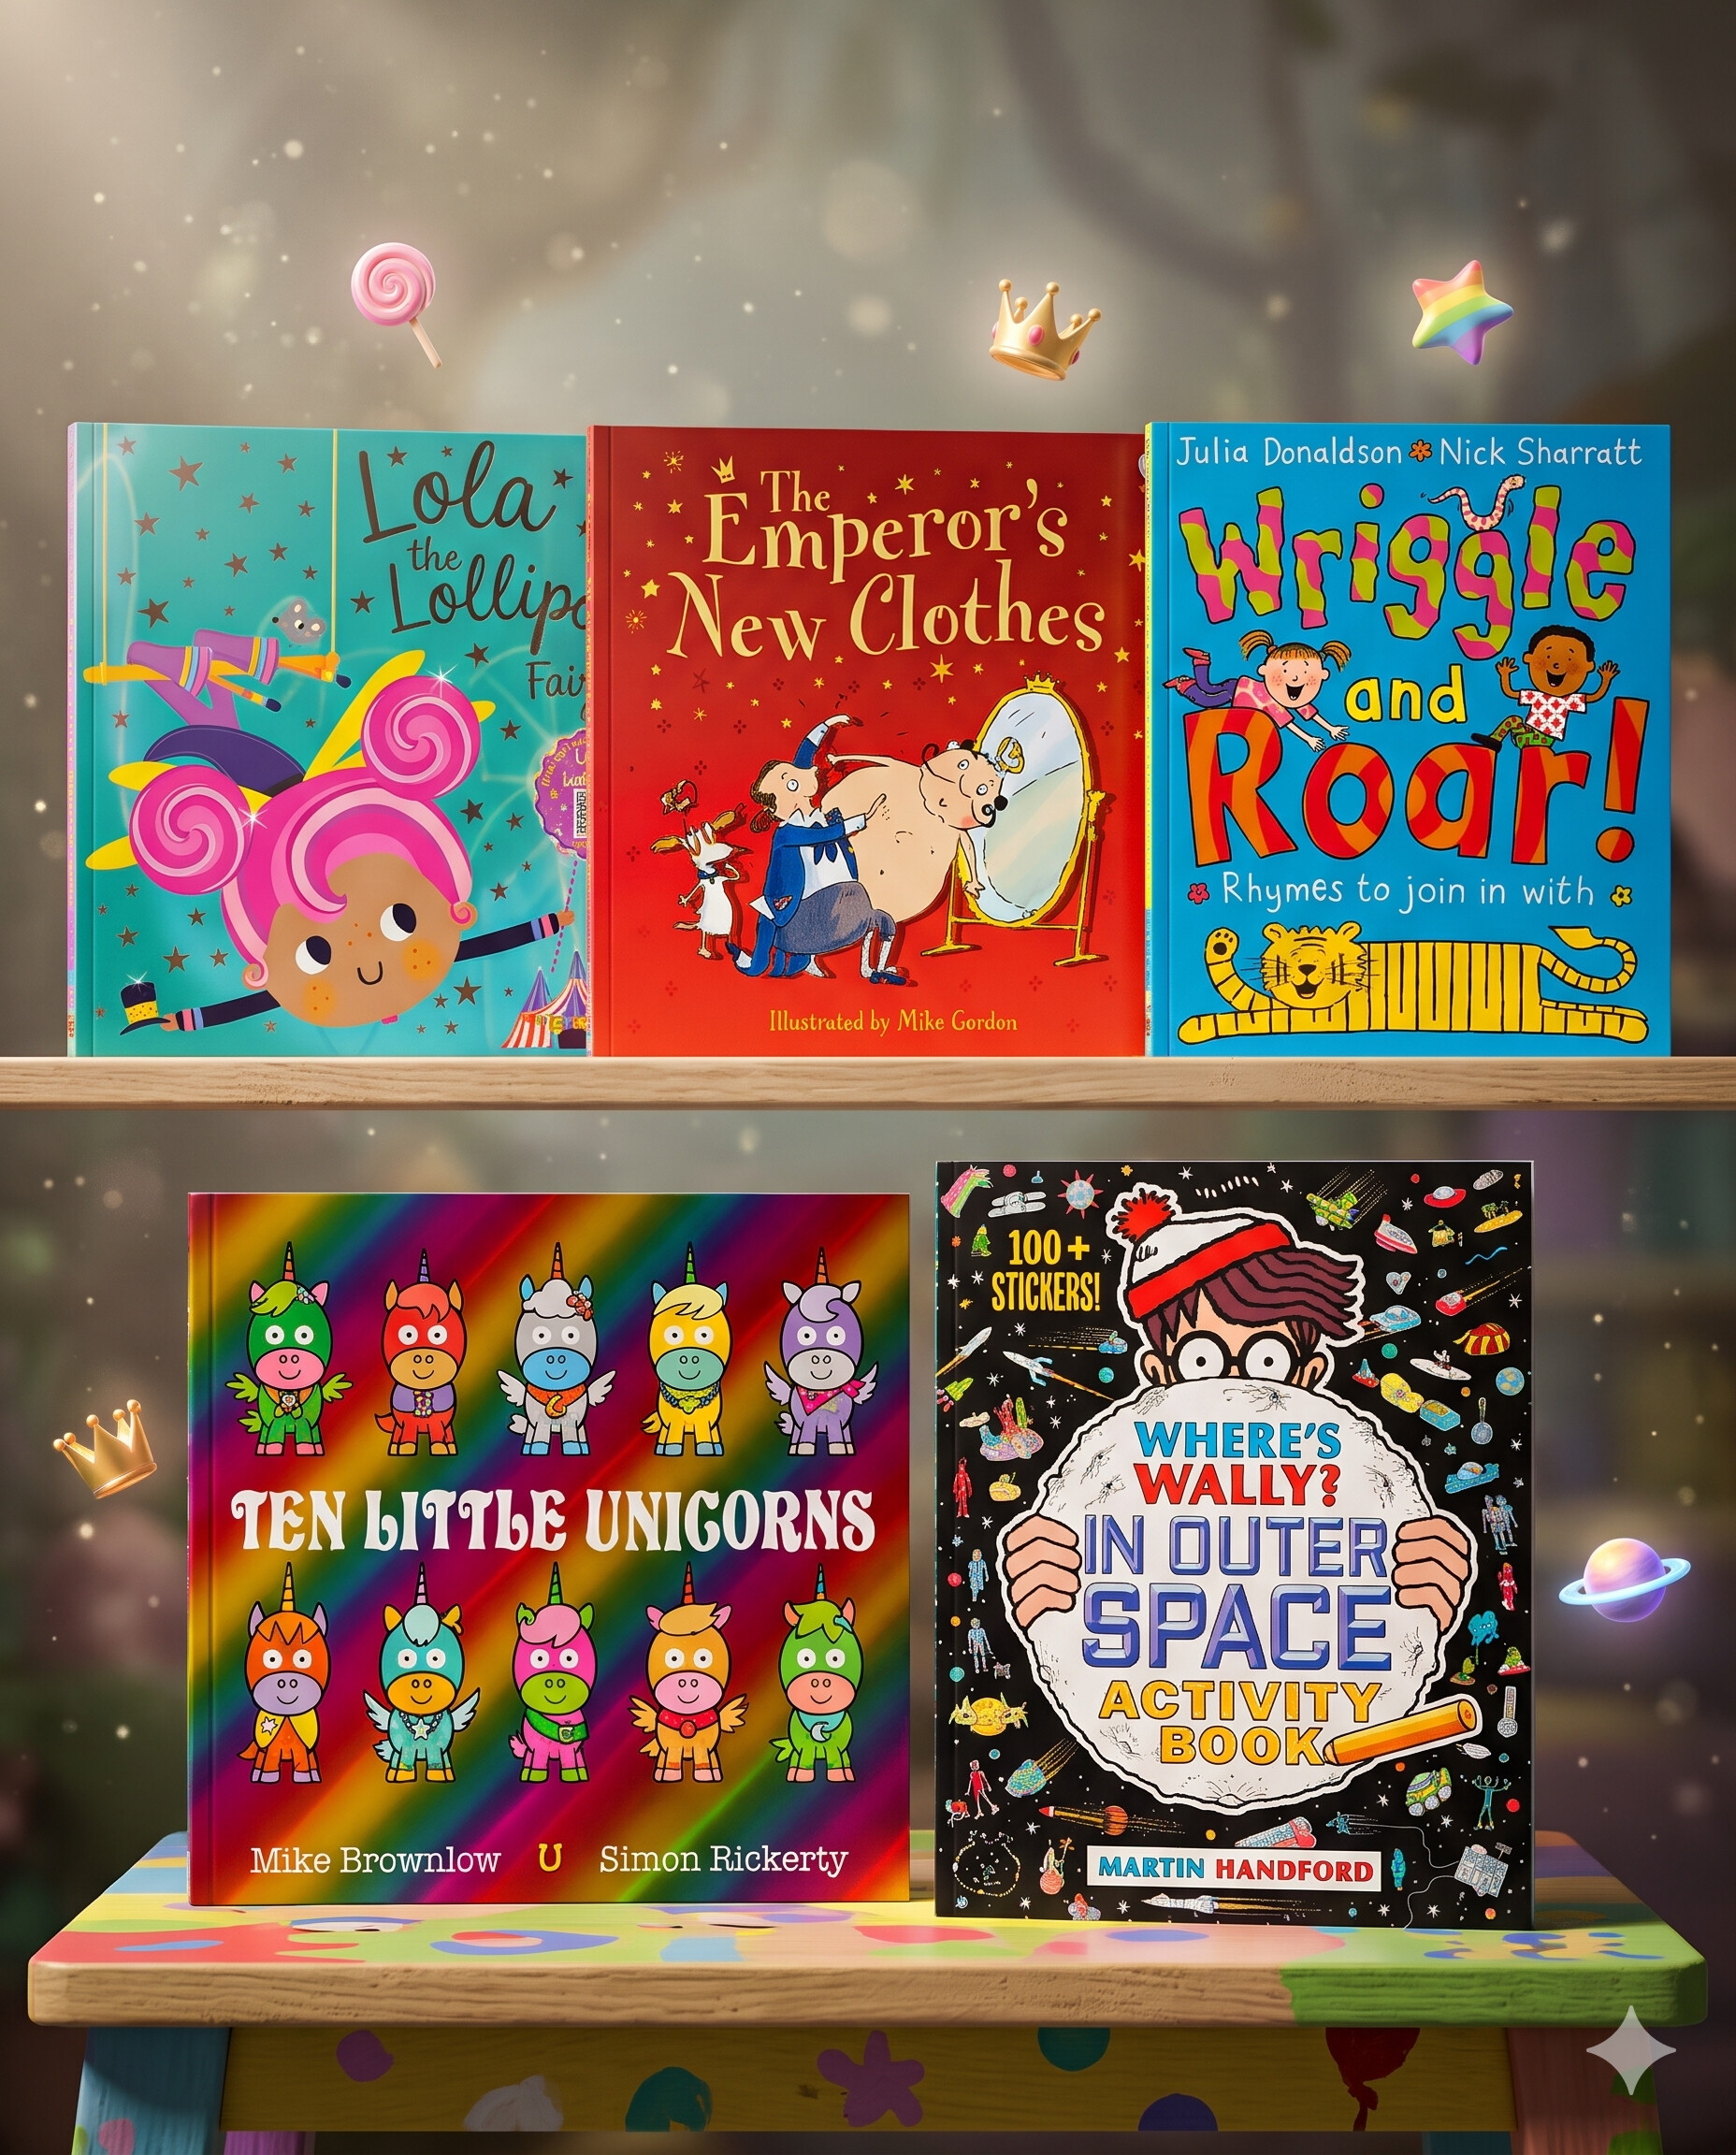 Lola
the
Lollipo
Fair
The
Emperor's
New Clothes
Illustrated by Mike Gordon
Julia Donaldson Nick Sharratt
Wriggle
and
Roar!
Rhymes to join in with
TEN LITTLE UNICORNS
Mike Brownlow Simon Rickerty
100+
STICKERS!
WHERE'S
WALLY?
IN OUTER
SPACE
ACTIVITY
BOOK
MARTIN HANDFORD